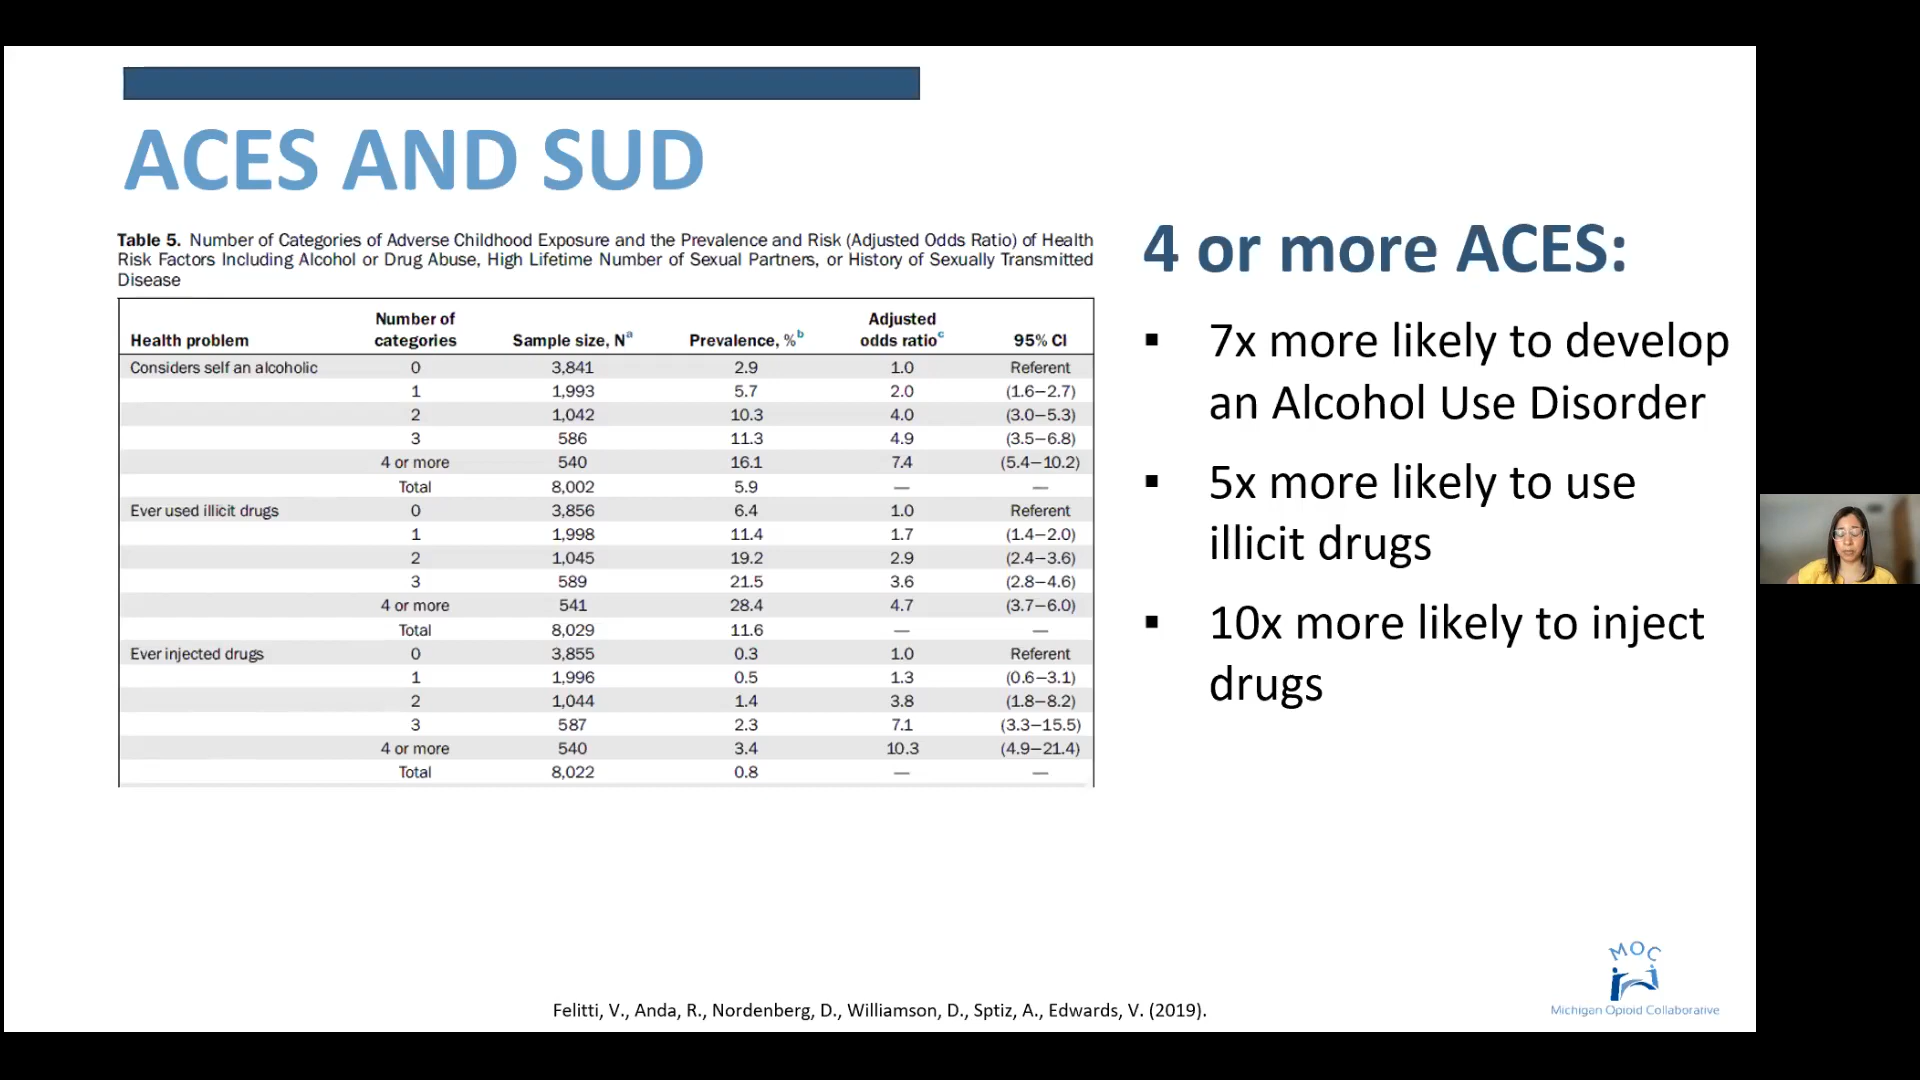 ACES AND SUD
Table 5. Number of Categories of Adverse Childhood Exposure and the Prevalence and Risk (Adjusted Odds Ratio) of Health
Risk Factors Including Alcohol or Drug Abuse, High Lifetime Number of Sexual Partners, or History of Sexually Transmitted
Disease
Health problem Number of categories Sample size, Nᵃ Prevalence, %ᵇ Adjusted odds ratioᶜ 95% CI
Considers self an alcoholic 0 3,841 2.9 1.0 Referent
1 1,993 5.7 2.0 (1.6–2.7)
2 1,042 10.3 4.0 (3.0–5.3)
3 586 11.3 4.9 (3.5–6.8)
4 or more 540 16.1 7.4 (5.4–10.2)
Total 8,002 5.9 — —
Ever used illicit drugs 0 3,856 6.4 1.0 Referent
1 1,998 11.4 1.7 (1.4–2.0)
2 1,045 19.2 2.9 (2.4–3.6)
3 589 21.5 3.6 (2.8–4.6)
4 or more 541 28.4 4.7 (3.7–6.0)
Total 8,029 11.6 — —
Ever injected drugs 0 3,855 0.3 1.0 Referent
1 1,996 0.5 1.3 (0.6–3.1)
2 1,044 1.4 3.8 (1.8–8.2)
3 587 2.3 7.1 (3.3–15.5)
4 or more 540 3.4 10.3 (4.9–21.4)
Total 8,022 0.8 — —
4 or more ACES:
▪ 7x more likely to develop
an Alcohol Use Disorder
▪ 5x more likely to use
illicit drugs
▪ 10x more likely to inject
drugs
Felitti, V., Anda, R., Nordenberg, D., Williamson, D., Sptiz, A., Edwards, V. (2019).
MOC
Michigan Opioid Collaborative